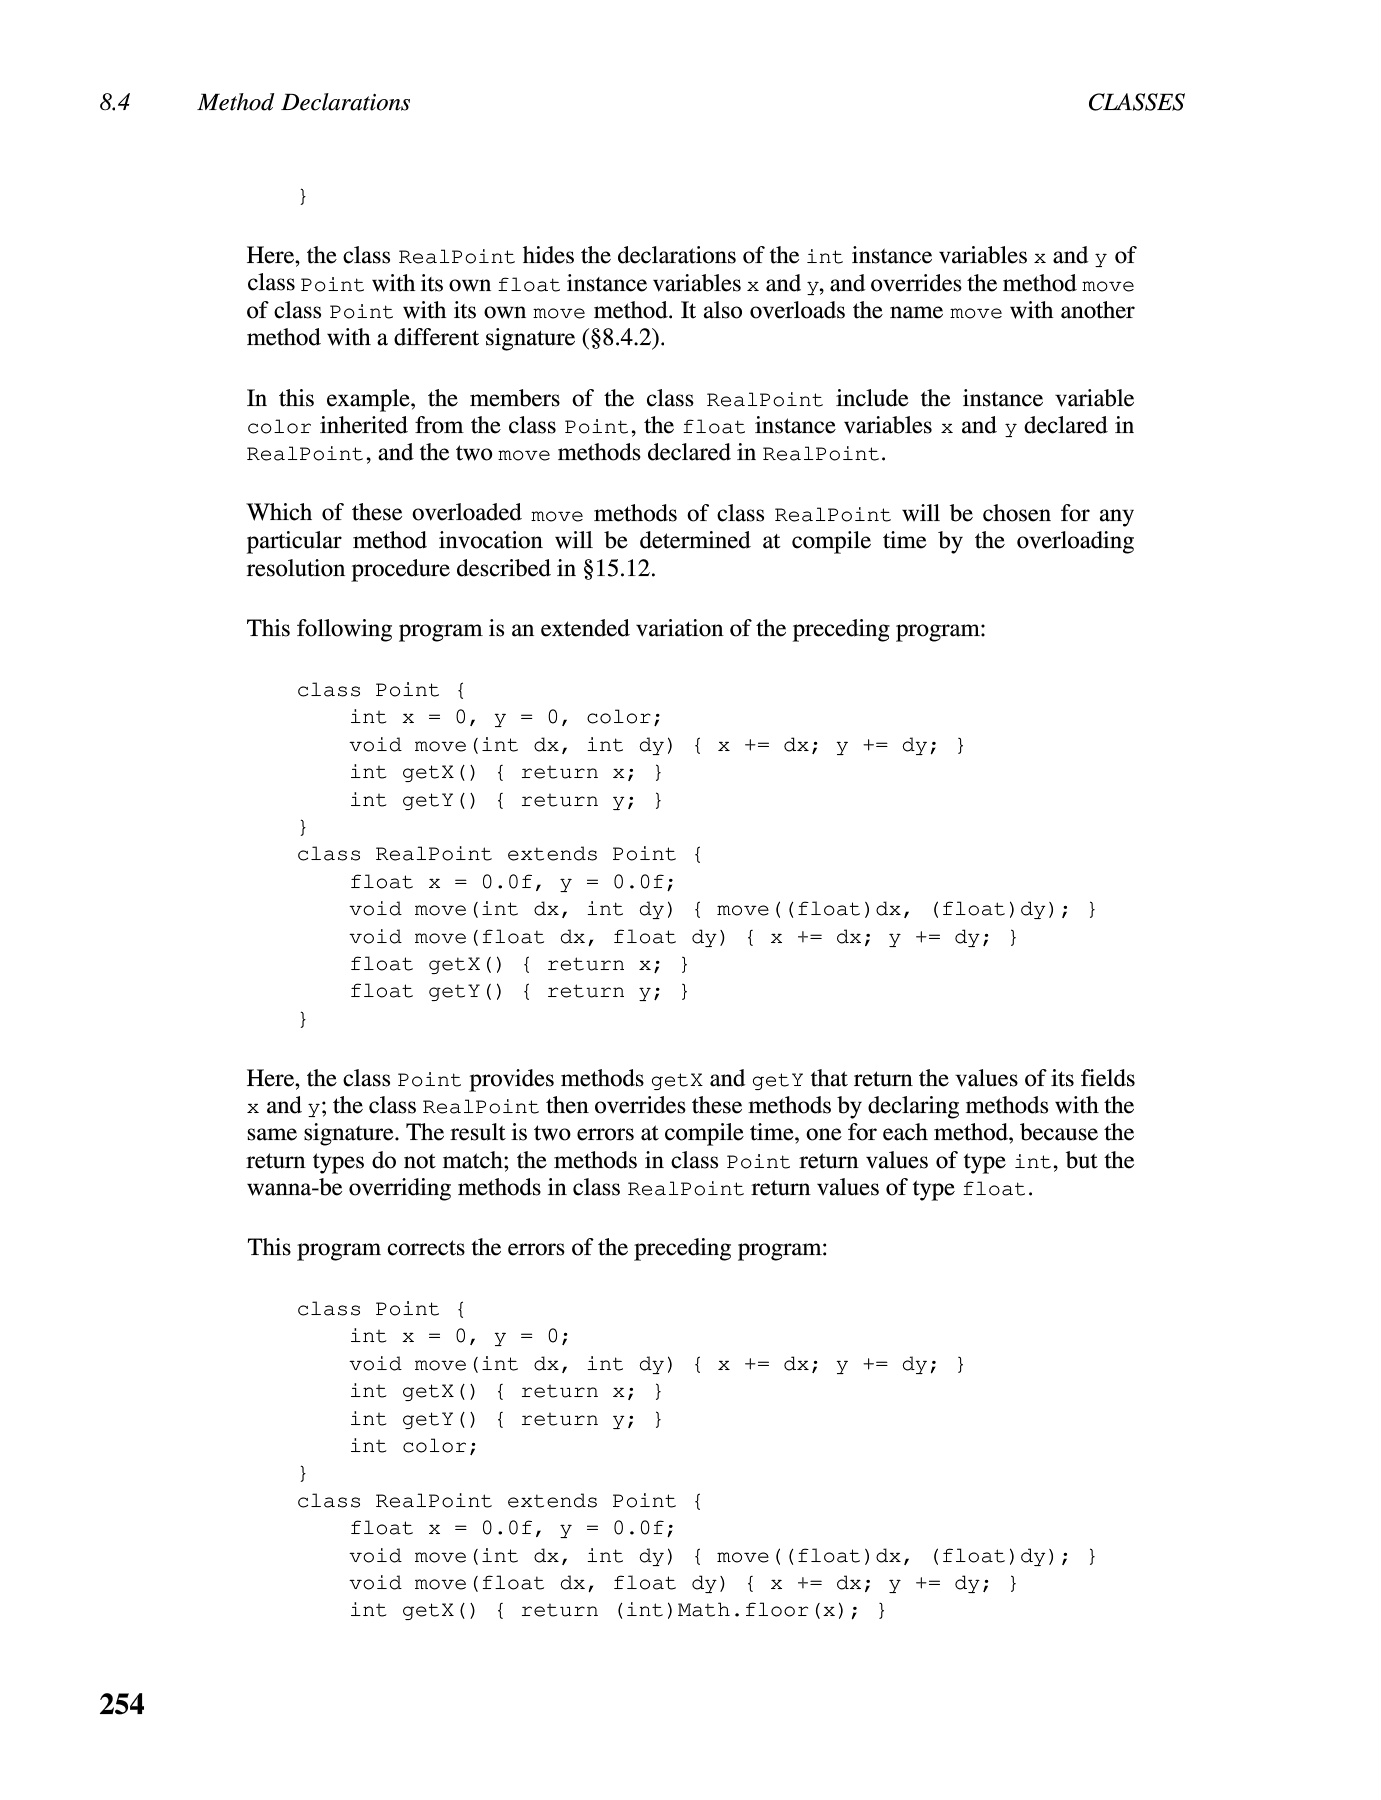 8.4 Method Declarations CLASSES
}
Here, the class RealPoint hides the declarations of the int instance variables x and y of
class Point with its own float instance variables x and y, and overrides the method move
of class Point with its own move method. It also overloads the name move with another
method with a different signature (§8.4.2).
In this example, the members of the class RealPoint include the instance variable
color inherited from the class Point, the float instance variables x and y declared in
RealPoint, and the two move methods declared in RealPoint.
Which of these overloaded move methods of class RealPoint will be chosen for any
particular method invocation will be determined at compile time by the overloading
resolution procedure described in §15.12.
This following program is an extended variation of the preceding program:
class Point {
    int x = 0, y = 0, color;
    void move(int dx, int dy) { x += dx; y += dy; }
    int getX() { return x; }
    int getY() { return y; }
}
class RealPoint extends Point {
    float x = 0.0f, y = 0.0f;
    void move(int dx, int dy) { move((float)dx, (float)dy); }
    void move(float dx, float dy) { x += dx; y += dy; }
    float getX() { return x; }
    float getY() { return y; }
}
Here, the class Point provides methods getX and getY that return the values of its fields
x and y; the class RealPoint then overrides these methods by declaring methods with the
same signature. The result is two errors at compile time, one for each method, because the
return types do not match; the methods in class Point return values of type int, but the
wanna-be overriding methods in class RealPoint return values of type float.
This program corrects the errors of the preceding program:
class Point {
    int x = 0, y = 0;
    void move(int dx, int dy) { x += dx; y += dy; }
    int getX() { return x; }
    int getY() { return y; }
    int color;
}
class RealPoint extends Point {
    float x = 0.0f, y = 0.0f;
    void move(int dx, int dy) { move((float)dx, (float)dy); }
    void move(float dx, float dy) { x += dx; y += dy; }
    int getX() { return (int)Math.floor(x); }
254